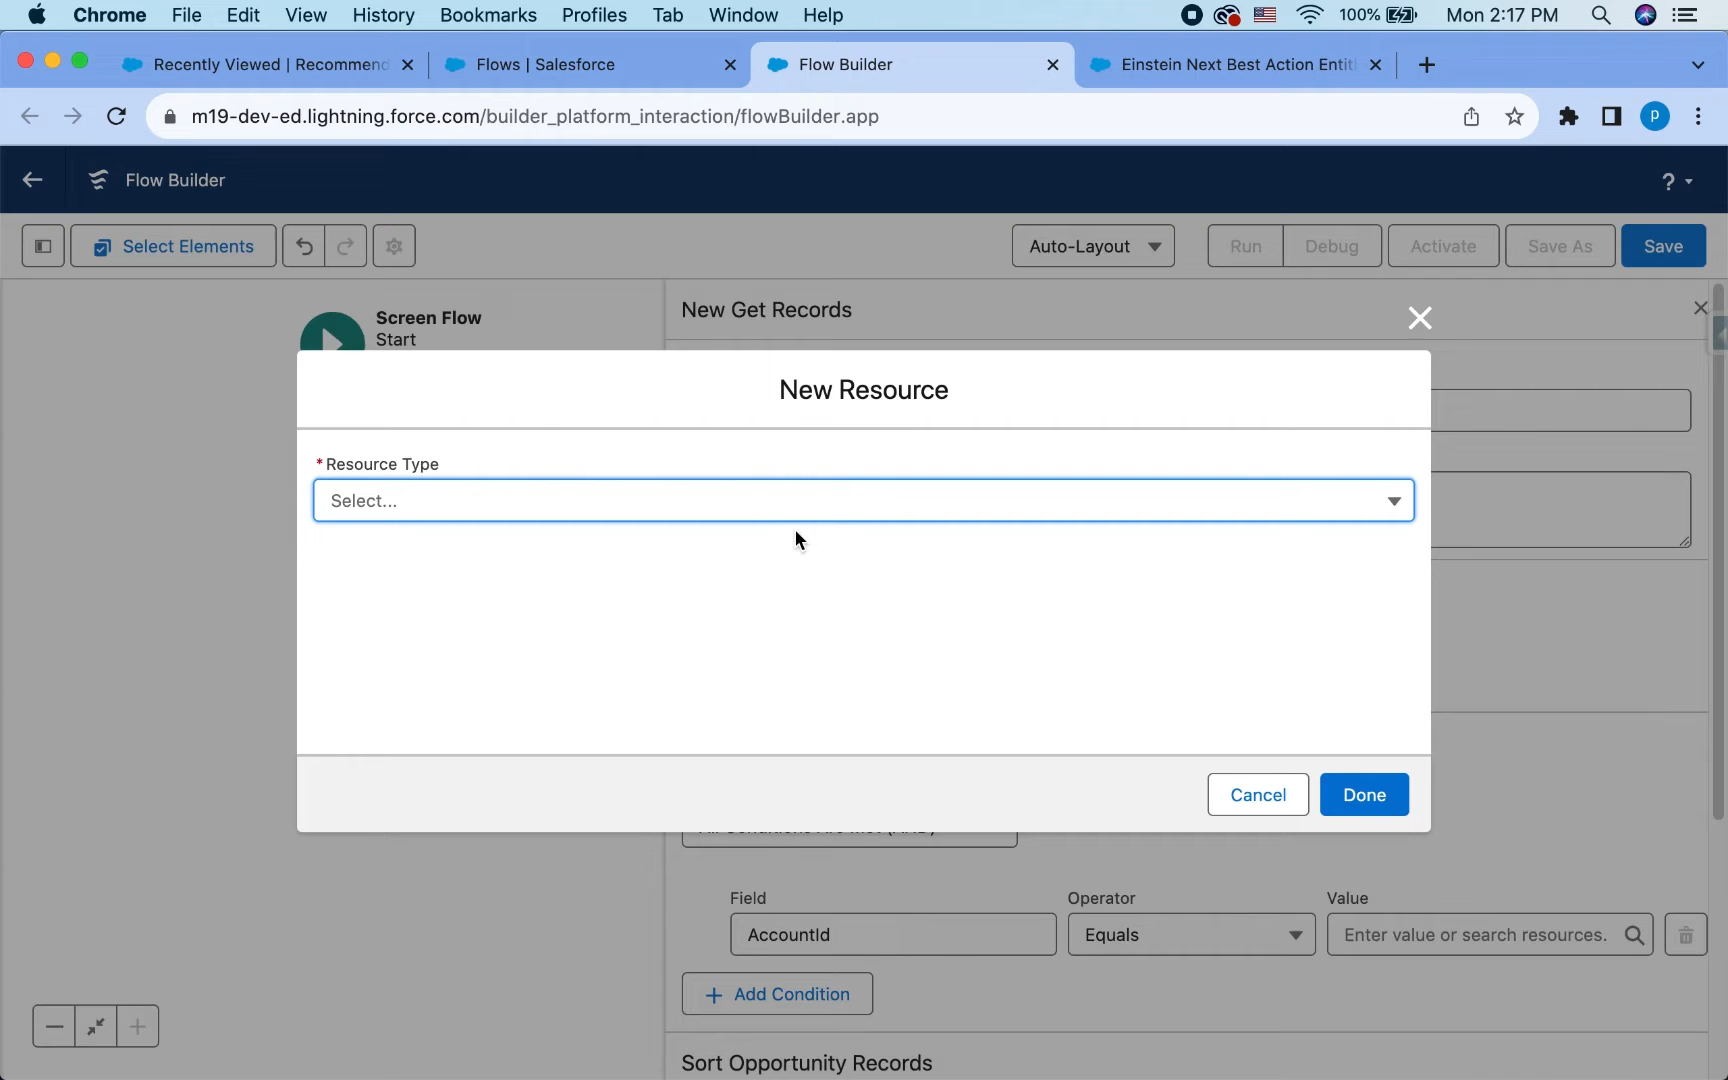 Chrome File Edit View History Bookmarks Profiles Tab Window Help 100% Mon 2:17 PM
Recently Viewed | Recommend Flows | Salesforce Flow Builder Einstein Next Best Action Entit
m19-dev-ed.lightning.force.com/builder_platform_interaction/flowBuilder.app p
Flow Builder ?
Select Elements Auto-Layout Run Debug Activate Save As Save
Screen Flow
Start
New Get Records
New Resource
* Resource Type
Select...
Cancel Done
Field Operator Value
AccountId Equals Enter value or search resources.
+ Add Condition
Sort Opportunity Records